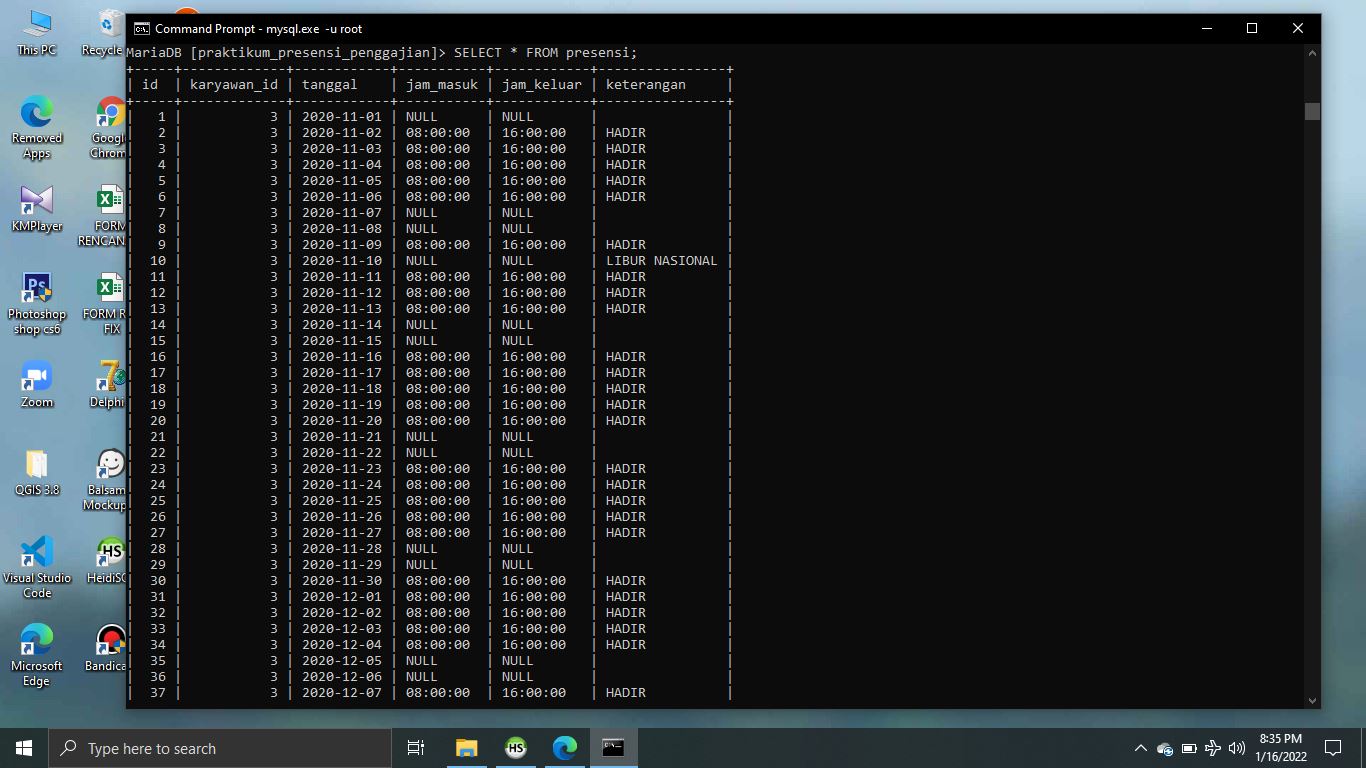 This PC
Recycle
Removed Apps
Googl Chrom
KMPlayer
FORM RENCAN
Photoshop shop cs6
FORM R FIX
Zoom
Delphi
QGIS 3.8
Balsam Mockup
Visual Studio Code
HeidiSQ
Microsoft Edge
Bandica
Command Prompt - mysql.exe -u root
MariaDB [praktikum_presensi_penggajian]> SELECT * FROM presensi;
+-----+-------------+------------+-----------+------------+----------------+
| id | karyawan_id | tanggal | jam_masuk | jam_keluar | keterangan |
+-----+-------------+------------+-----------+------------+----------------+
| 1 | 3 | 2020-11-01 | NULL | NULL | |
| 2 | 3 | 2020-11-02 | 08:00:00 | 16:00:00 | HADIR |
| 3 | 3 | 2020-11-03 | 08:00:00 | 16:00:00 | HADIR |
| 4 | 3 | 2020-11-04 | 08:00:00 | 16:00:00 | HADIR |
| 5 | 3 | 2020-11-05 | 08:00:00 | 16:00:00 | HADIR |
| 6 | 3 | 2020-11-06 | 08:00:00 | 16:00:00 | HADIR |
| 7 | 3 | 2020-11-07 | NULL | NULL | |
| 8 | 3 | 2020-11-08 | NULL | NULL | |
| 9 | 3 | 2020-11-09 | 08:00:00 | 16:00:00 | HADIR |
| 10 | 3 | 2020-11-10 | NULL | NULL | LIBUR NASIONAL |
| 11 | 3 | 2020-11-11 | 08:00:00 | 16:00:00 | HADIR |
| 12 | 3 | 2020-11-12 | 08:00:00 | 16:00:00 | HADIR |
| 13 | 3 | 2020-11-13 | 08:00:00 | 16:00:00 | HADIR |
| 14 | 3 | 2020-11-14 | NULL | NULL | |
| 15 | 3 | 2020-11-15 | NULL | NULL | |
| 16 | 3 | 2020-11-16 | 08:00:00 | 16:00:00 | HADIR |
| 17 | 3 | 2020-11-17 | 08:00:00 | 16:00:00 | HADIR |
| 18 | 3 | 2020-11-18 | 08:00:00 | 16:00:00 | HADIR |
| 19 | 3 | 2020-11-19 | 08:00:00 | 16:00:00 | HADIR |
| 20 | 3 | 2020-11-20 | 08:00:00 | 16:00:00 | HADIR |
| 21 | 3 | 2020-11-21 | NULL | NULL | |
| 22 | 3 | 2020-11-22 | NULL | NULL | |
| 23 | 3 | 2020-11-23 | 08:00:00 | 16:00:00 | HADIR |
| 24 | 3 | 2020-11-24 | 08:00:00 | 16:00:00 | HADIR |
| 25 | 3 | 2020-11-25 | 08:00:00 | 16:00:00 | HADIR |
| 26 | 3 | 2020-11-26 | 08:00:00 | 16:00:00 | HADIR |
| 27 | 3 | 2020-11-27 | 08:00:00 | 16:00:00 | HADIR |
| 28 | 3 | 2020-11-28 | NULL | NULL | |
| 29 | 3 | 2020-11-29 | NULL | NULL | |
| 30 | 3 | 2020-11-30 | 08:00:00 | 16:00:00 | HADIR |
| 31 | 3 | 2020-12-01 | 08:00:00 | 16:00:00 | HADIR |
| 32 | 3 | 2020-12-02 | 08:00:00 | 16:00:00 | HADIR |
| 33 | 3 | 2020-12-03 | 08:00:00 | 16:00:00 | HADIR |
| 34 | 3 | 2020-12-04 | 08:00:00 | 16:00:00 | HADIR |
| 35 | 3 | 2020-12-05 | NULL | NULL | |
| 36 | 3 | 2020-12-06 | NULL | NULL | |
| 37 | 3 | 2020-12-07 | 08:00:00 | 16:00:00 | HADIR |
Type here to search
8:35 PM
1/16/2022